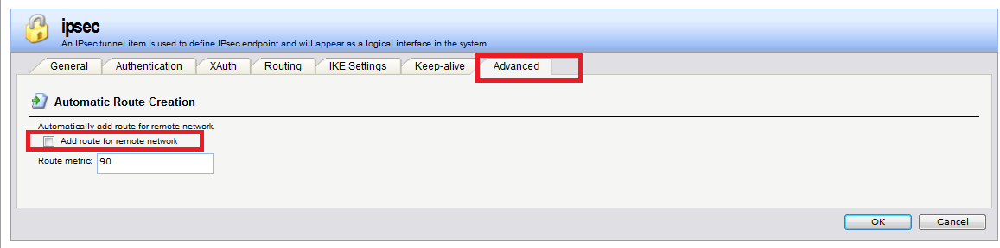 ipsec
An IPsec tunnel item is used to define IPsec endpoint and will appear as a logical interface in the system.
General Authentication XAuth Routing IKE Settings Keep-alive Advanced
Automatic Route Creation
Automatically add route for remote network.
Add route for remote network
Route metric: 90
OK Cancel